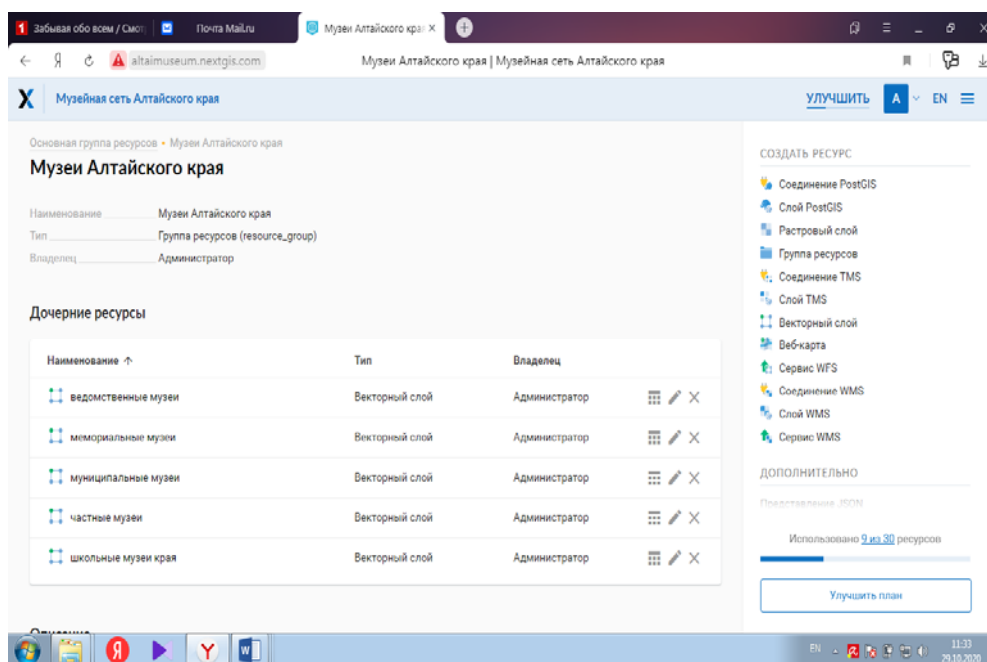 1 Забывая обо всем / Смот
Почта Mail.ru
Музеи Алтайского кра
Я
altaimuseum.nextgis.com
Музеи Алтайского края | Музейная сеть Алтайского края
X Музейная сеть Алтайского края
УЛУЧШИТЬ A EN
Основная группа ресурсов • Музеи Алтайского края
Музеи Алтайского края
Наименование Музеи Алтайского края
Тип Группа ресурсов (resource_group)
Владелец Администратор
Дочерние ресурсы
Наименование Тип Владелец
ведомственные музеи Векторный слой Администратор
мемориальные музеи Векторный слой Администратор
муниципальные музеи Векторный слой Администратор
частные музеи Векторный слой Администратор
школьные музеи края Векторный слой Администратор
Описание
СОЗДАТЬ РЕСУРС
Соединение PostGIS
Слой PostGIS
Растровый слой
Группа ресурсов
Соединение TMS
Слой TMS
Векторный слой
Веб-карта
Сервис WFS
Соединение WMS
Слой WMS
Сервис WMS
ДОПОЛНИТЕЛЬНО
Представление JSON
Использовано 9 из 30 ресурсов
Улучшить план
Я Y W
EN
11:33
29.10.2020